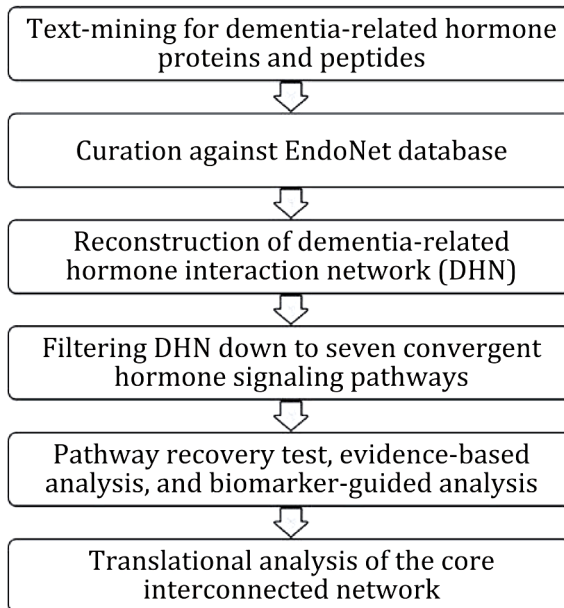 Text-mining for dementia-related hormone
proteins and peptides
Curation against EndoNet database
Reconstruction of dementia-related
hormone interaction network (DHN)
Filtering DHN down to seven convergent
hormone signaling pathways
Pathway recovery test, evidence-based
analysis, and biomarker-guided analysis
Translational analysis of the core
interconnected network